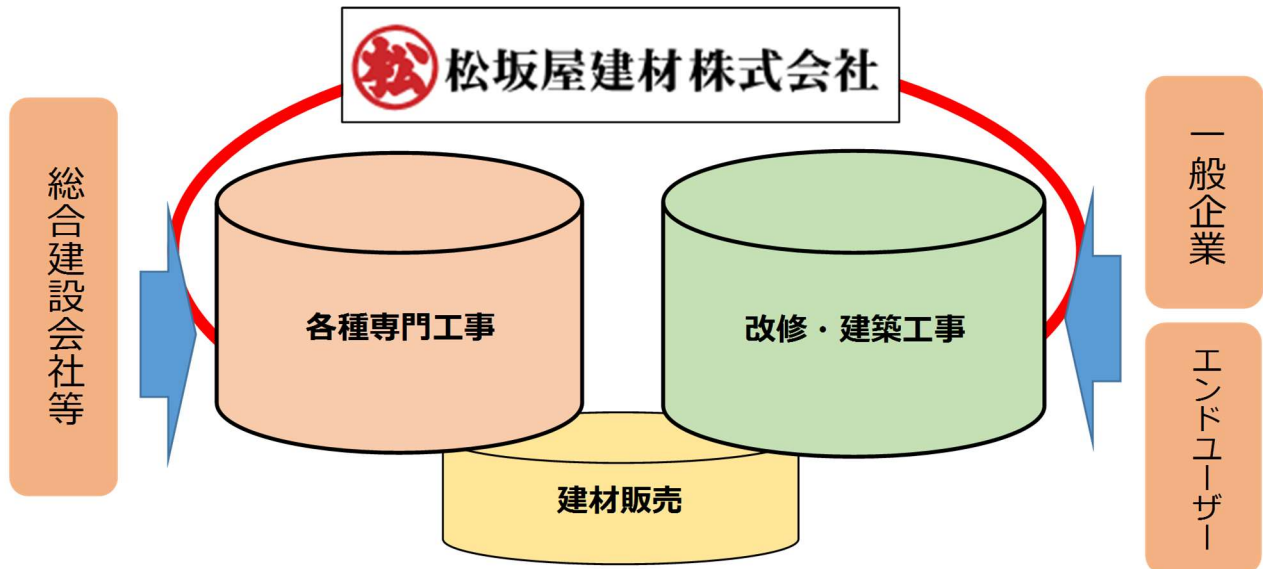 松 松坂屋建材株式会社
総合建設会社等
各種専門工事
改修・建築工事
建材販売
一般企業
エンドユーザー